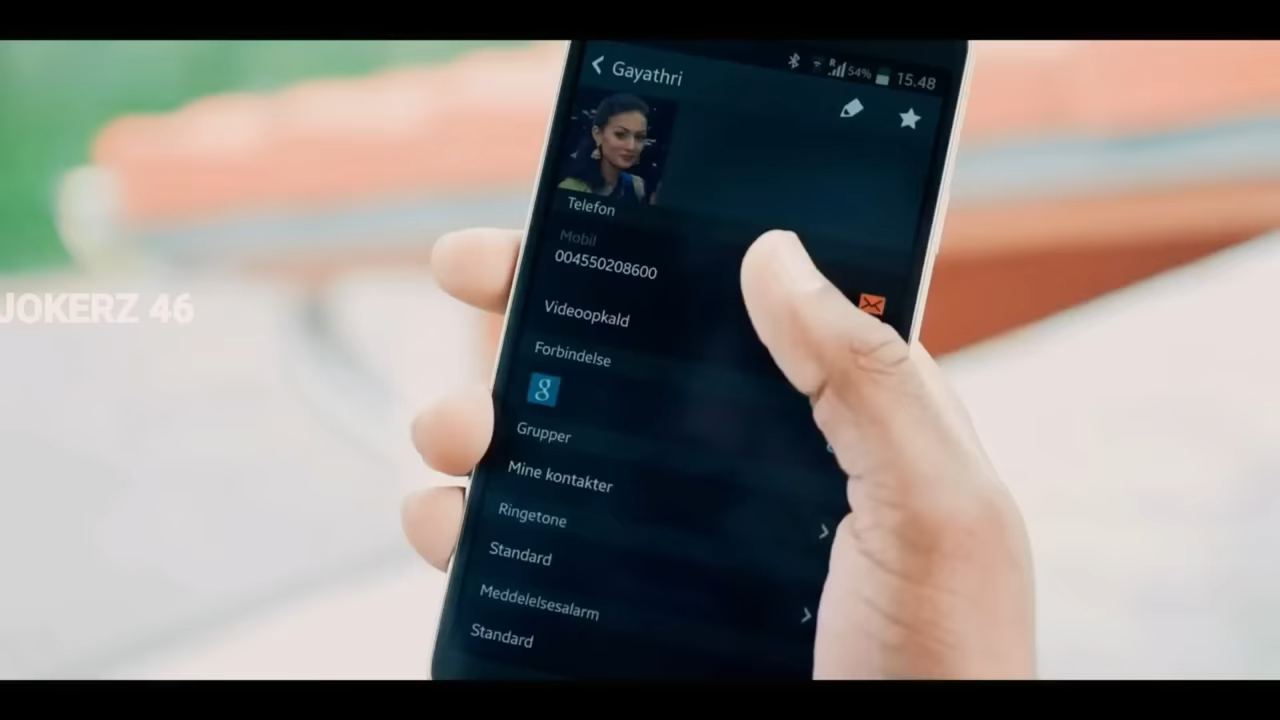 Gayathri
R 54% 15.48
Telefon
Mobil
004550208600
Videoopkald
Forbindelse
g
Grupper
Mine kontakter
Ringetone
Standard
Meddelelsesalarm
Standard
JOKERZ 46